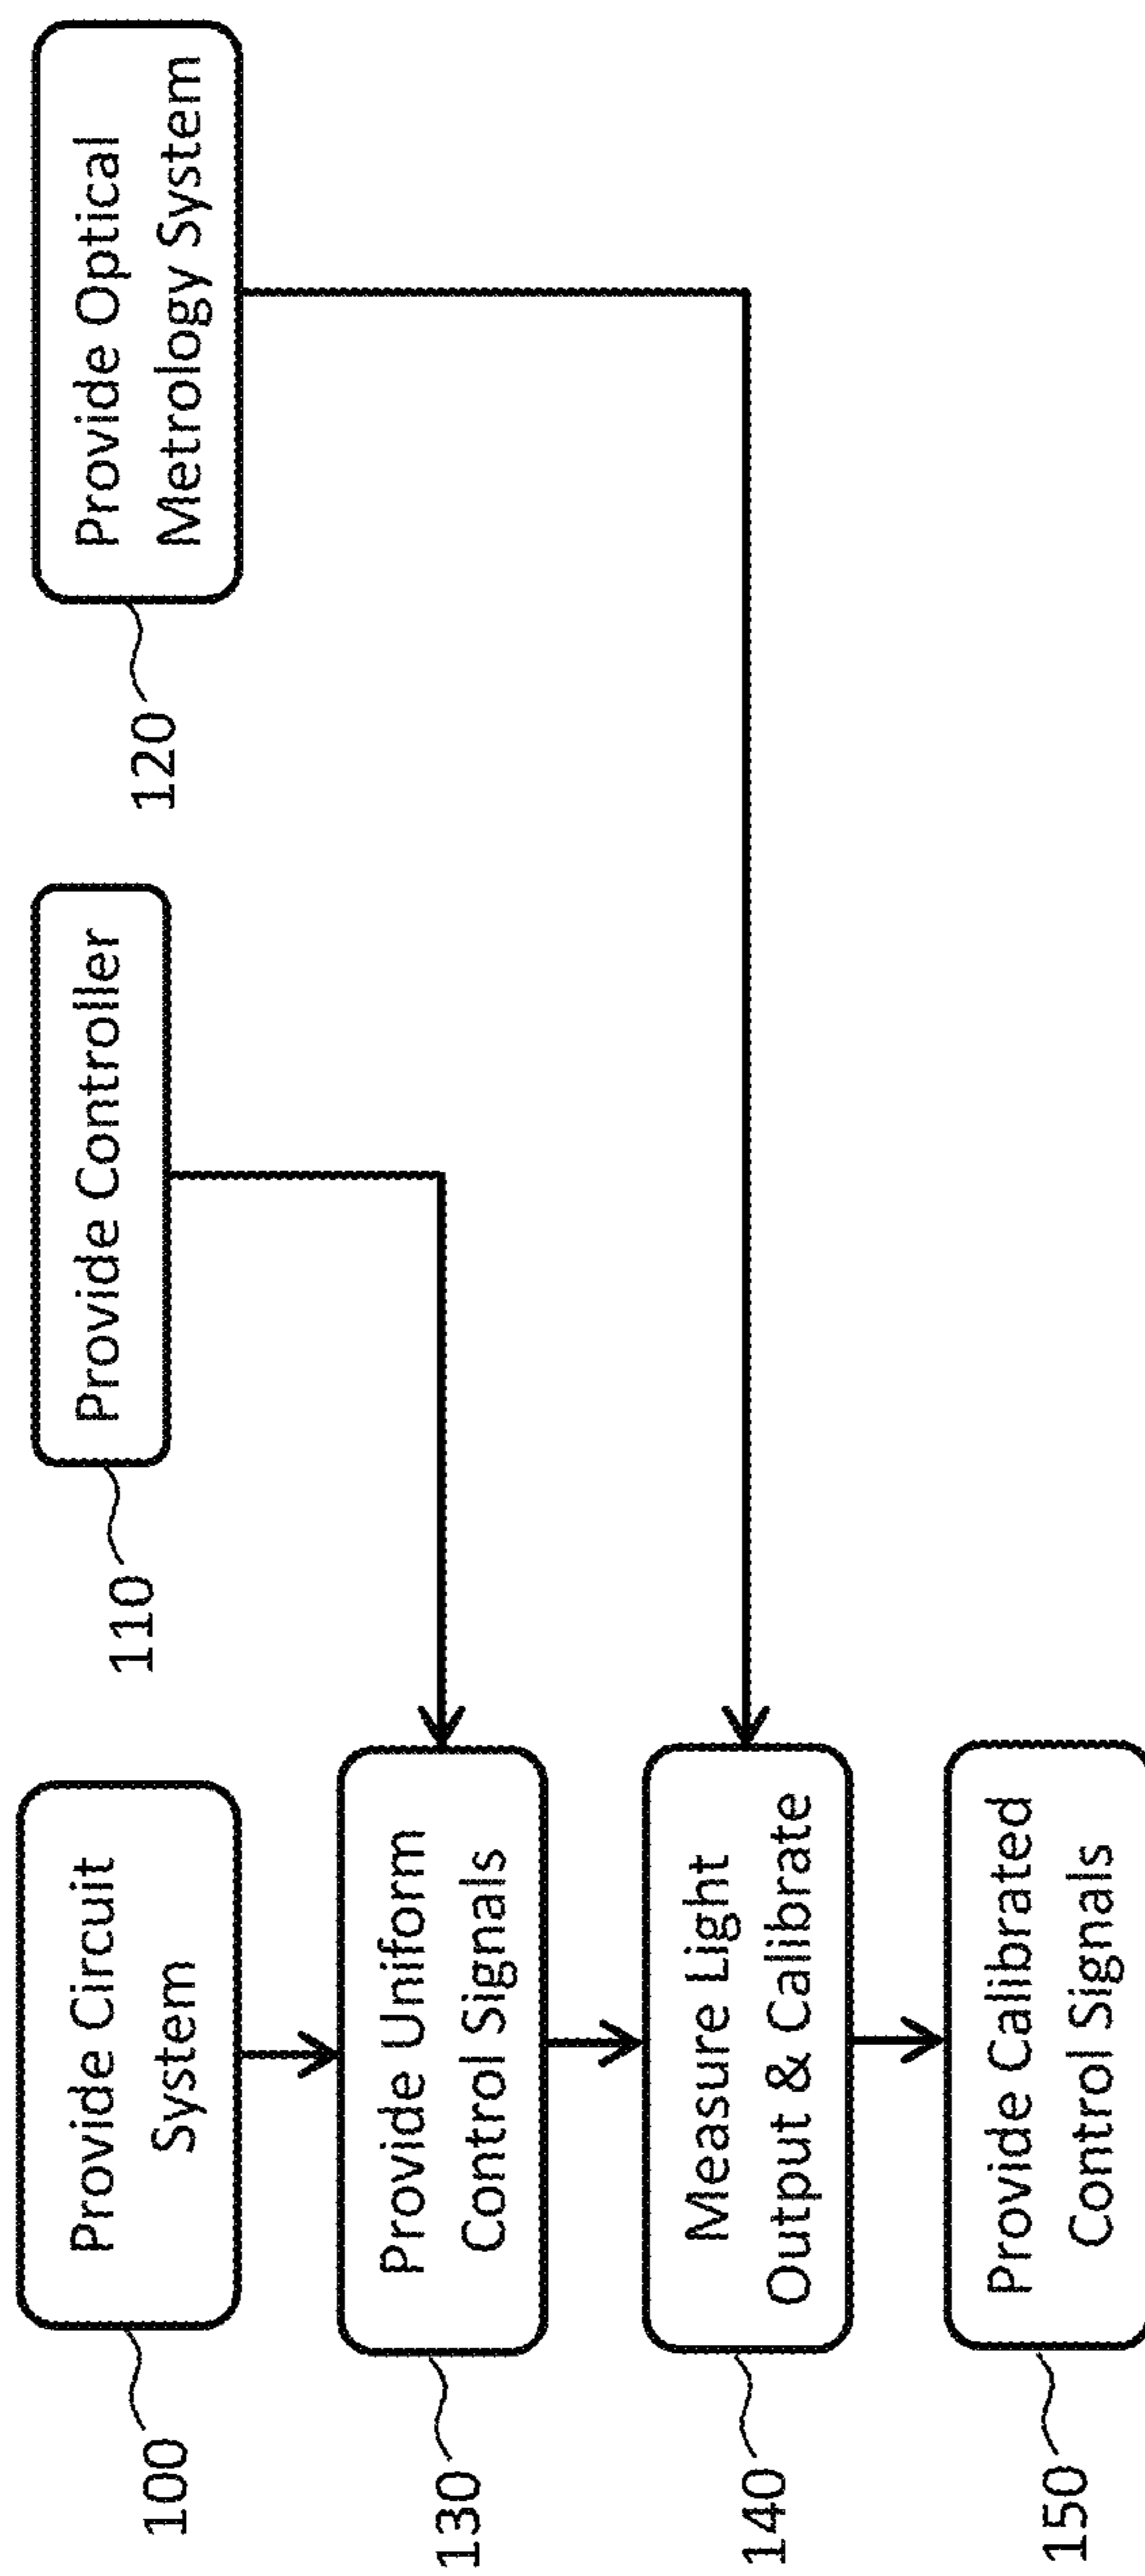 100
Provide Circuit
System
110
Provide Controller
120
Provide Optical
Metrology System
130
Provide Uniform
Control Signals
140
Measure Light
Output & Calibrate
150
Provide Calibrated
Control Signals